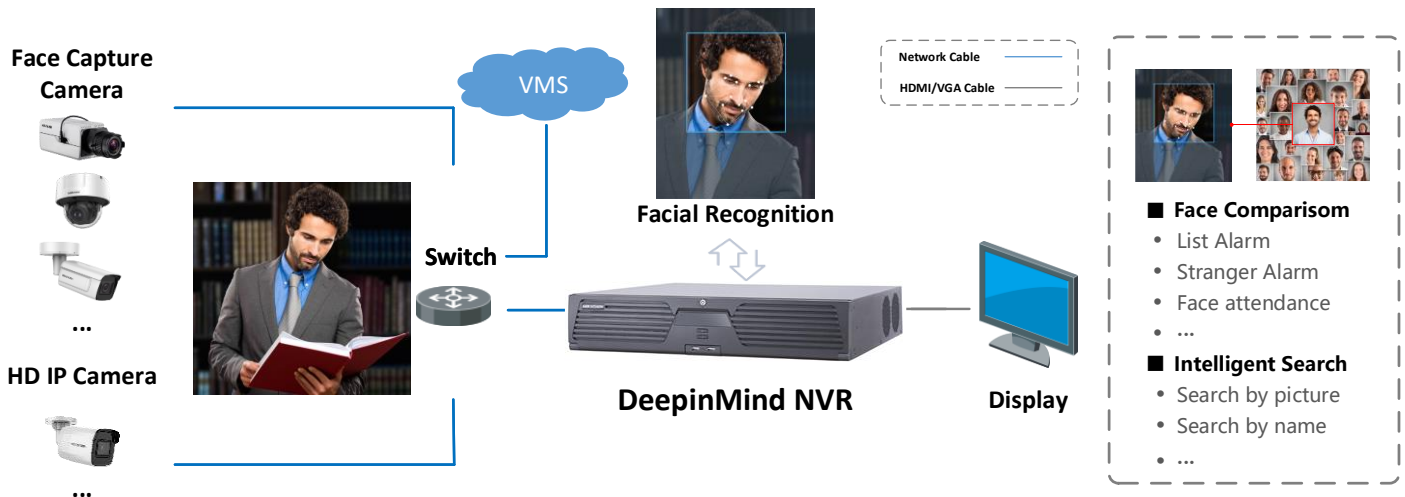 Face Capture
Camera
...
HD IP Camera
...
VMS
Switch
Facial Recognition
DeepinMind NVR
Display
Network Cable
HDMI/VGA Cable
■ Face Comparisom
• List Alarm
• Stranger Alarm
• Face attendance
• ...
■ Intelligent Search
• Search by picture
• Search by name
• ...